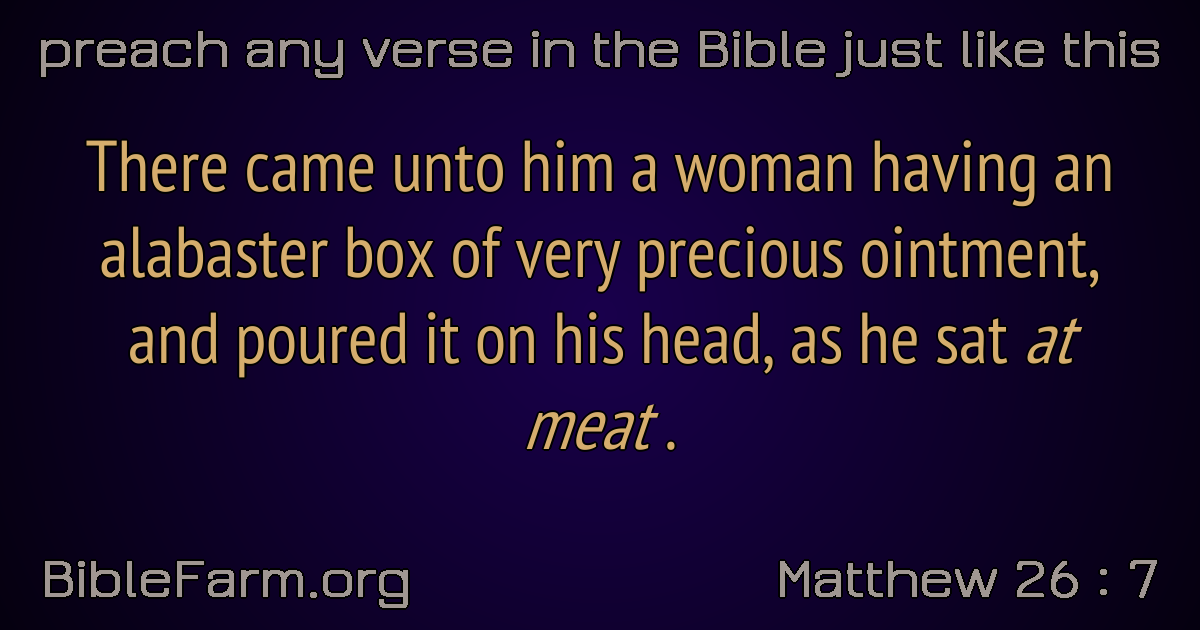 preach any verse in the Bible just like this
There came unto him a woman having an
alabaster box of very precious ointment,
and poured it on his head, as he sat at
meat .
BibleFarm.org
Matthew 26 : 7